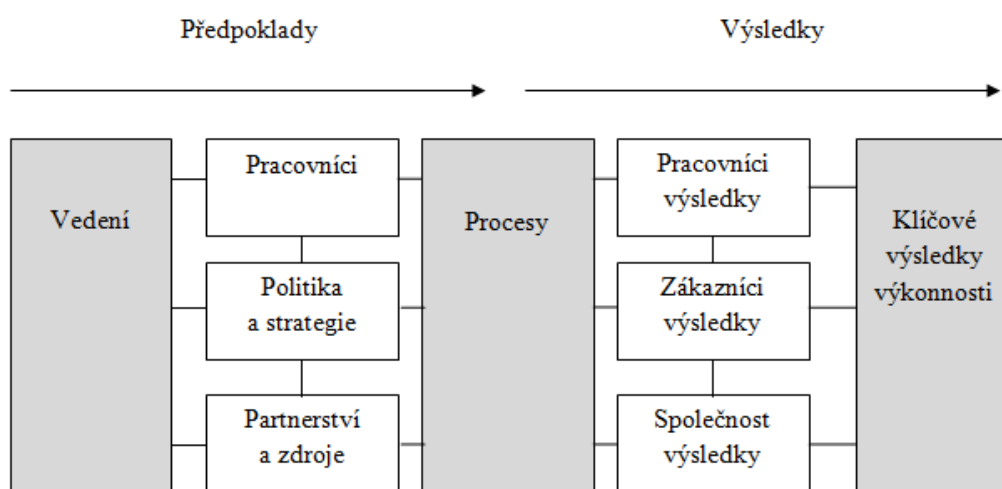 Předpoklady
Výsledky
Vedení
Pracovníci
Politika
a strategie
Partnerství
a zdroje
Procesy
Pracovníci
výsledky
Zákazníci
výsledky
Společnost
výsledky
Klíčové
výsledky
výkonnosti